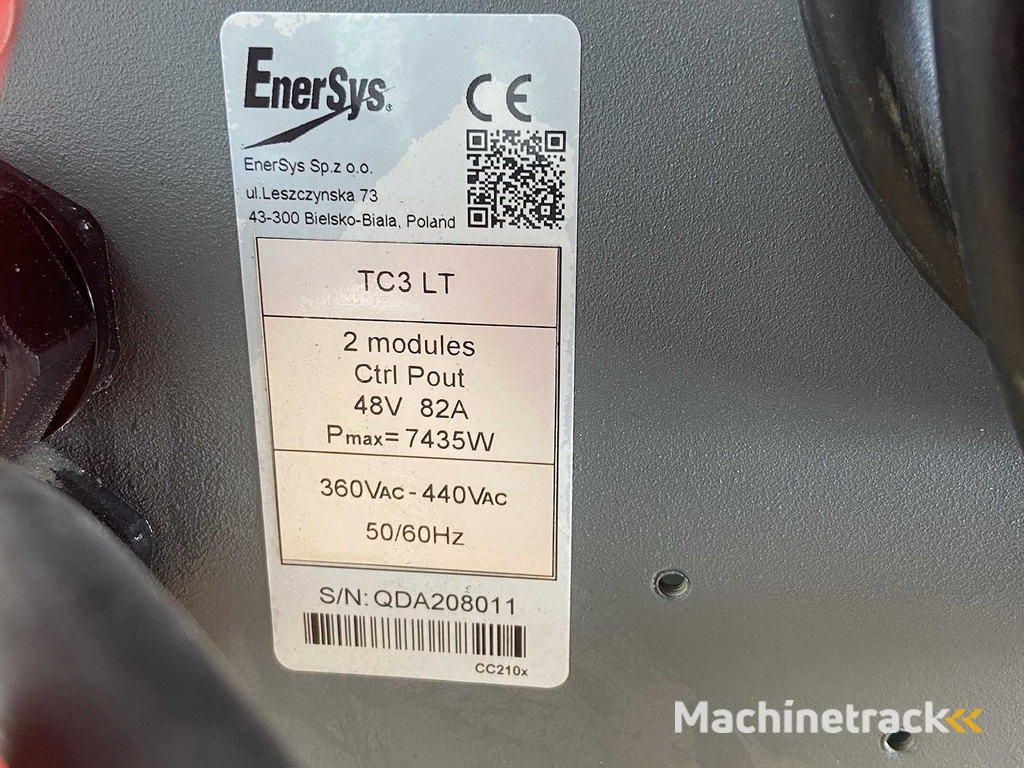 EnerSys®
CE
EnerSys Sp.z o.o.
ul.Leszczynska 73
43-300 Bielsko-Biala, Poland
TC3 LT
2 modules
Ctrl Pout
48V 82A
Pmax=7435W
360VAC-440VAC
50/60Hz
S/N: QDA208011
CC210x
Machinetrack